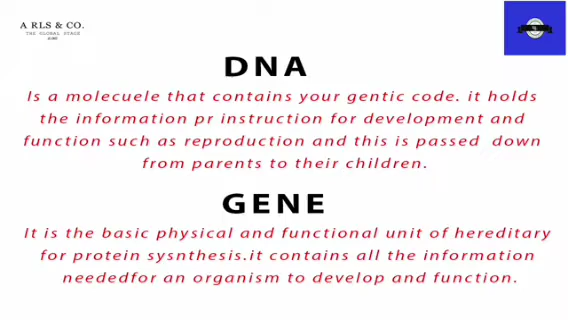 A RLS & CO.
THE GLOBAL STAGE
DNA
Is a molecuele that contains your gentic code. it holds
the information pr instruction for development and
function such as reproduction and this is passed down
from parents to their children.
GENE
It is the basic physical and functional unit of hereditary
for protein sysnthesis.it contains all the information
neededfor an organism to develop and function.